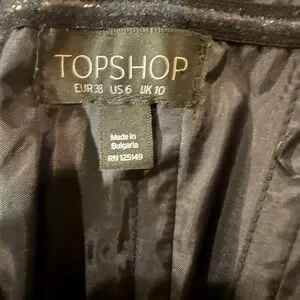 TOPSHOP
EUR 38 US 6 UK 10
Made in
Bulgaria
RN 125149